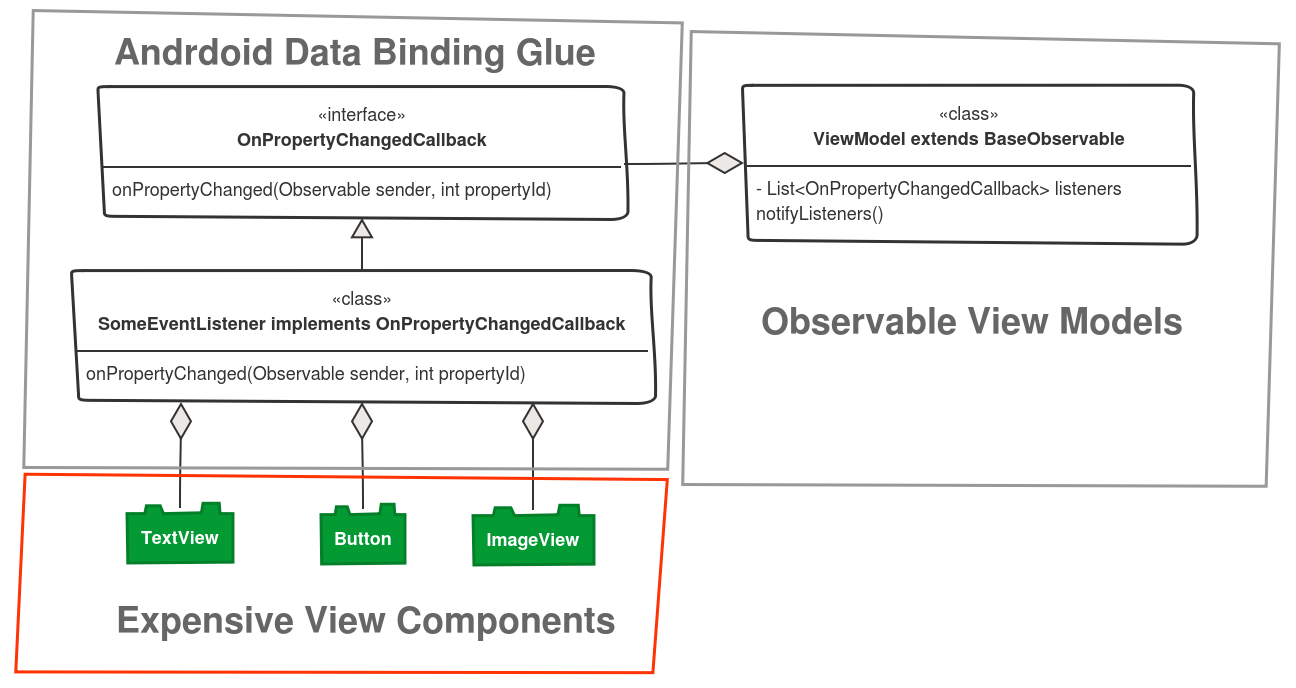 Andrdoid Data Binding Glue
«interface»
OnPropertyChangedCallback
onPropertyChanged(Observable sender, int propertyId)
«class»
SomeEventListener implements OnPropertyChangedCallback
onPropertyChanged(Observable sender, int propertyId)
«class»
ViewModel extends BaseObservable
- List<OnPropertyChangedCallback> listeners
notifyListeners()
Observable View Models
TextView
Button
ImageView
Expensive View Components